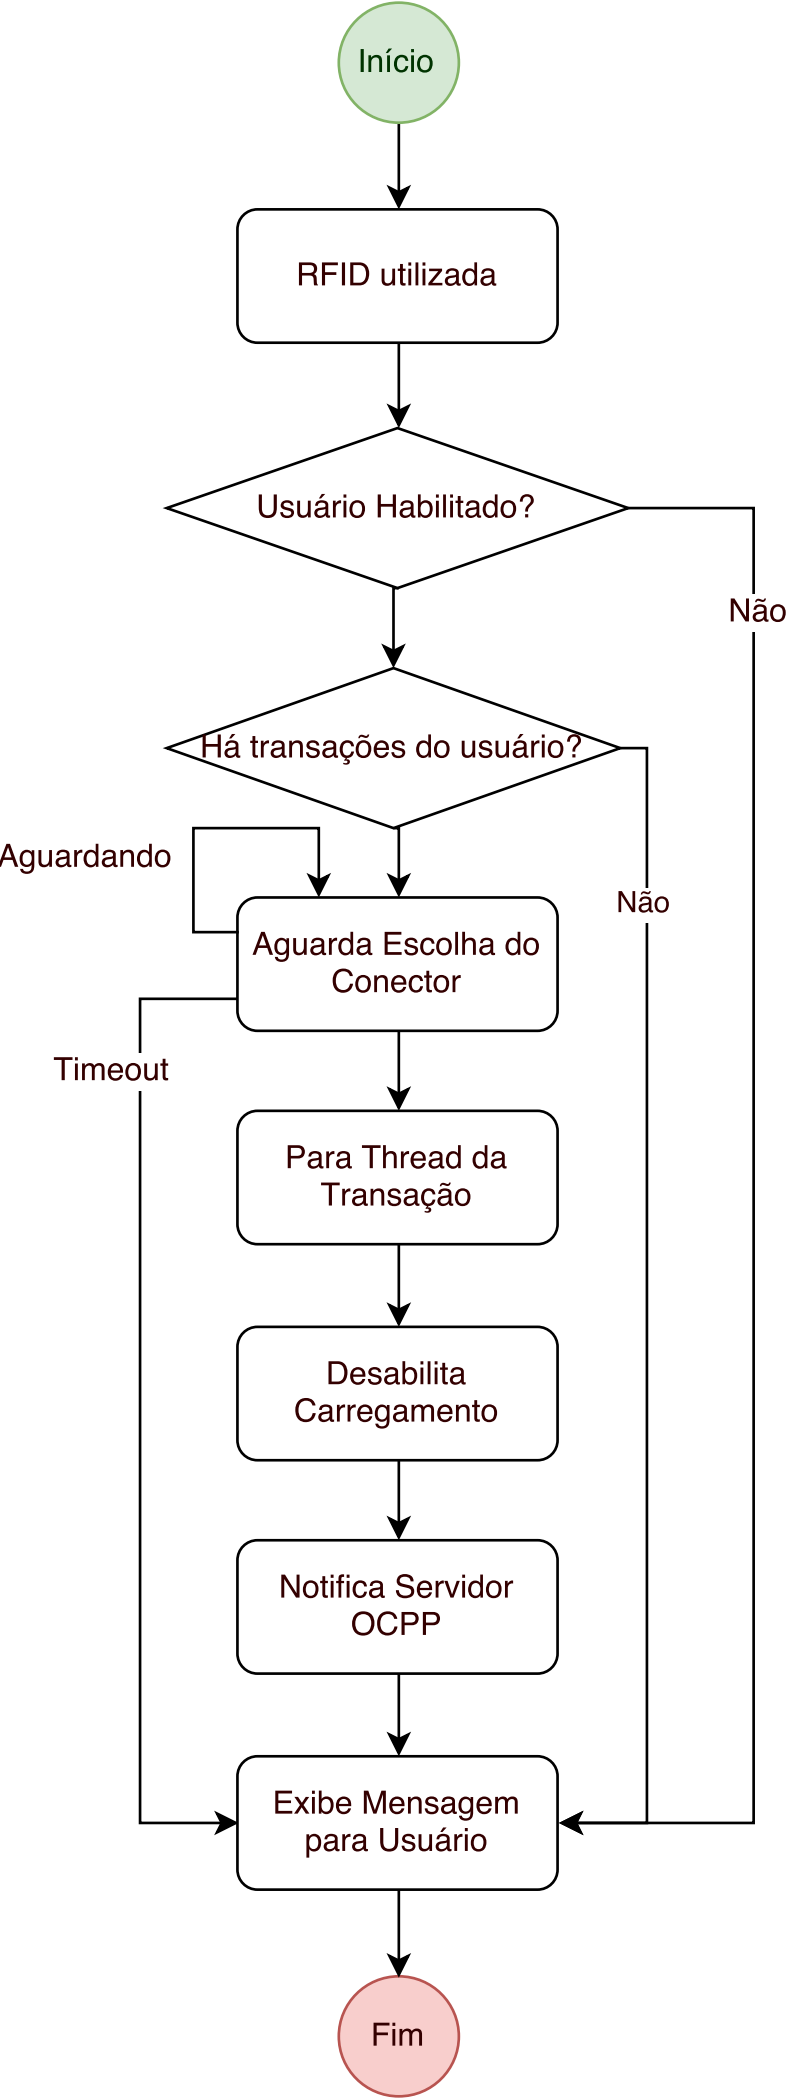 Início
RFID utilizada
Usuário Habilitado?
Não
Há transações do usuário?
Aguardando
Não
Aguarda Escolha do
Conector
Timeout
Para Thread da
Transação
Desabilita
Carregamento
Notifica Servidor
OCPP
Exibe Mensagem
para Usuário
Fim